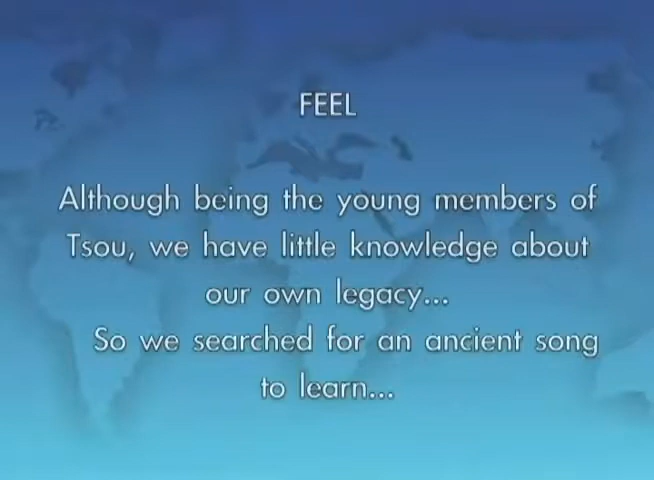 FEEL
Although being the young members of
Tsou, we have little knowledge about
our own legacy...
So we searched for an ancient song
to learn...